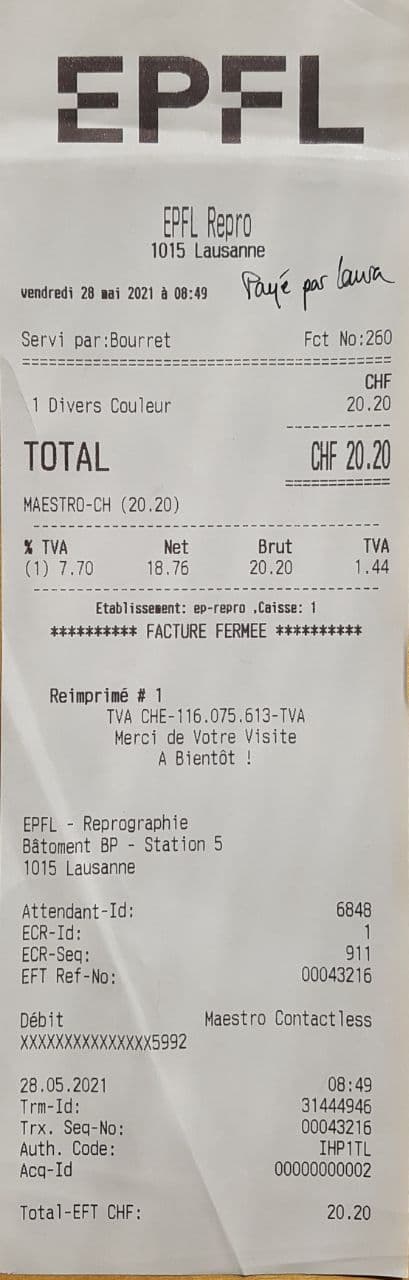 EPFL
EPFL Repro
1015 Lausanne
Payé par Laura
vendredi 28 mai 2021 à 08:49
Servi par:Bourret Fct No:260
==========================================
CHF
1 Divers Couleur 20.20
------------
TOTAL CHF 20.20
============
MAESTRO-CH (20.20)
------------------------------------------
% TVA Net Brut TVA
(1) 7.70 18.76 20.20 1.44
------------------------------------------
Etablissement: ep-repro .Caisse: 1
********** FACTURE FERMEE **********
Reimprimé # 1
TVA CHE-116.075.613-TVA
Merci de Votre Visite
A Bientôt !
EPFL - Reprographie
Bâtoment BP - Station 5
1015 Lausanne
Attendant-Id: 6848
ECR-Id: 1
ECR-Seq: 911
EFT Ref-No: 00043216
Débit Maestro Contactless
XXXXXXXXXXXXXXX5992
28.05.2021 08:49
Trm-Id: 31444946
Trx. Seq-No: 00043216
Auth. Code: IHP1TL
Acq-Id 00000000002
Total-EFT CHF: 20.20